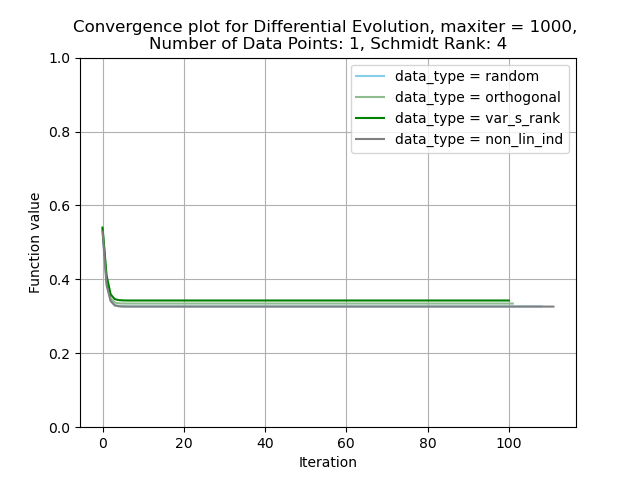 Convergence plot for Differential Evolution, maxiter = 1000,
Number of Data Points: 1, Schmidt Rank: 4
1.0
0.8
0.6
0.4
0.2
0.0
Function value
data_type = random
data_type = orthogonal
data_type = var_s_rank
data_type = non_lin_ind
0 20 40 60 80 100
Iteration